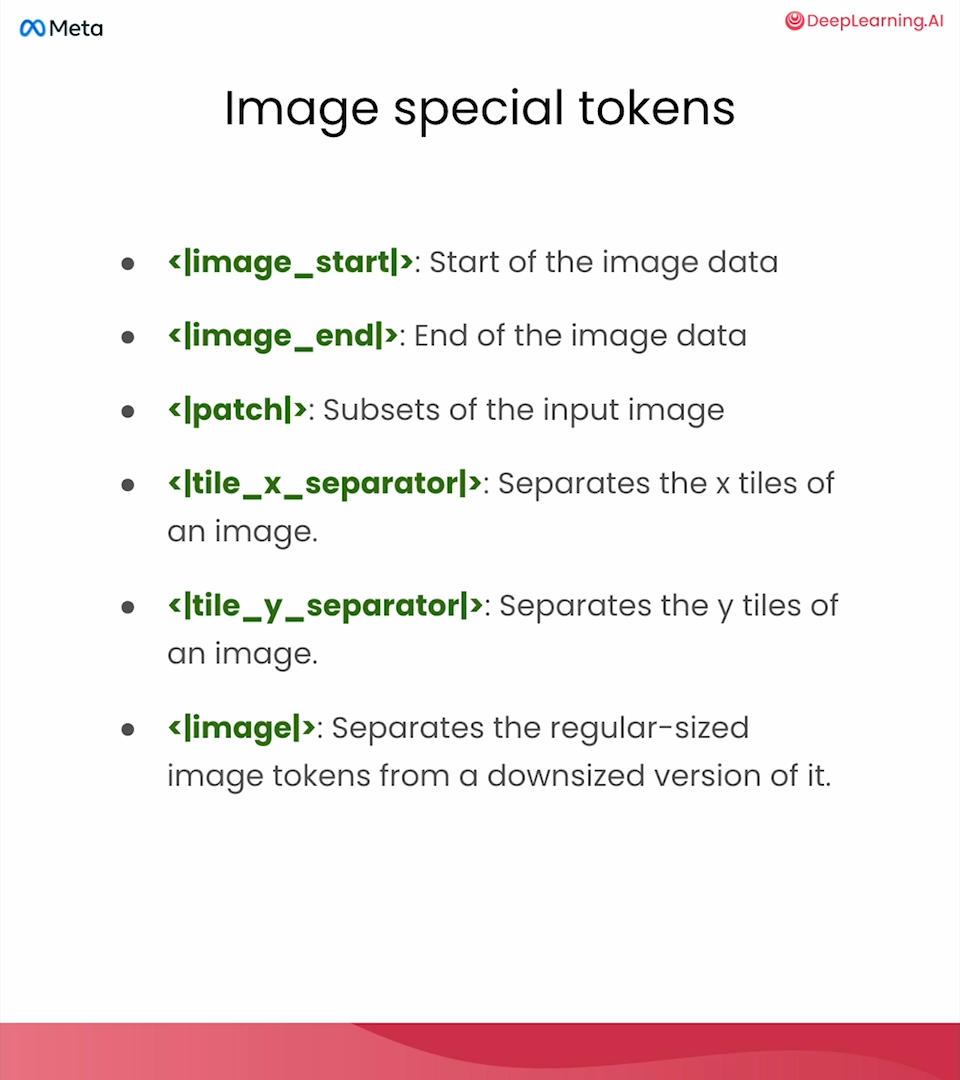 Meta
DeepLearning.AI
Image special tokens
● <|image_start|>: Start of the image data
● <|image_end|>: End of the image data
● <|patch|>: Subsets of the input image
● <|tile_x_separator|>: Separates the x tiles of
an image.
● <|tile_y_separator|>: Separates the y tiles of
an image.
● <|image|>: Separates the regular-sized
image tokens from a downsized version of it.